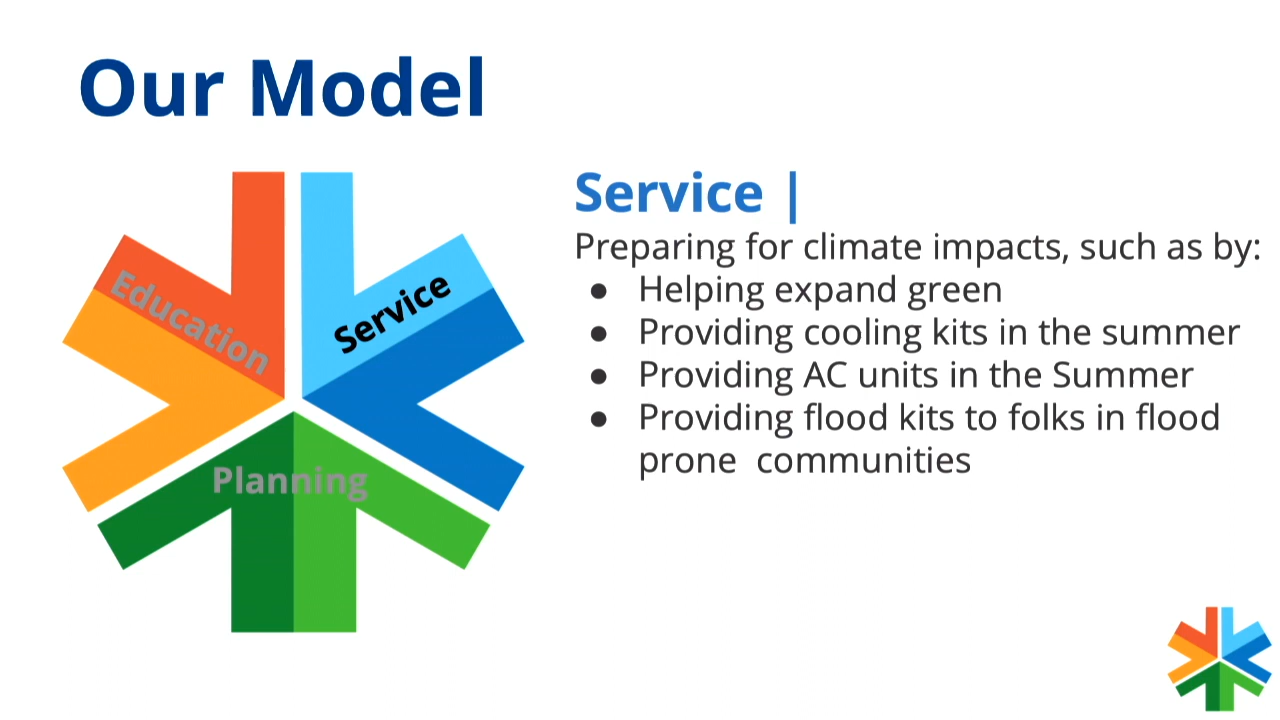 Our Model
Education
Service
Planning
Service |
Preparing for climate impacts, such as by:
● Helping expand green
● Providing cooling kits in the summer
● Providing AC units in the Summer
● Providing flood kits to folks in flood
prone  communities